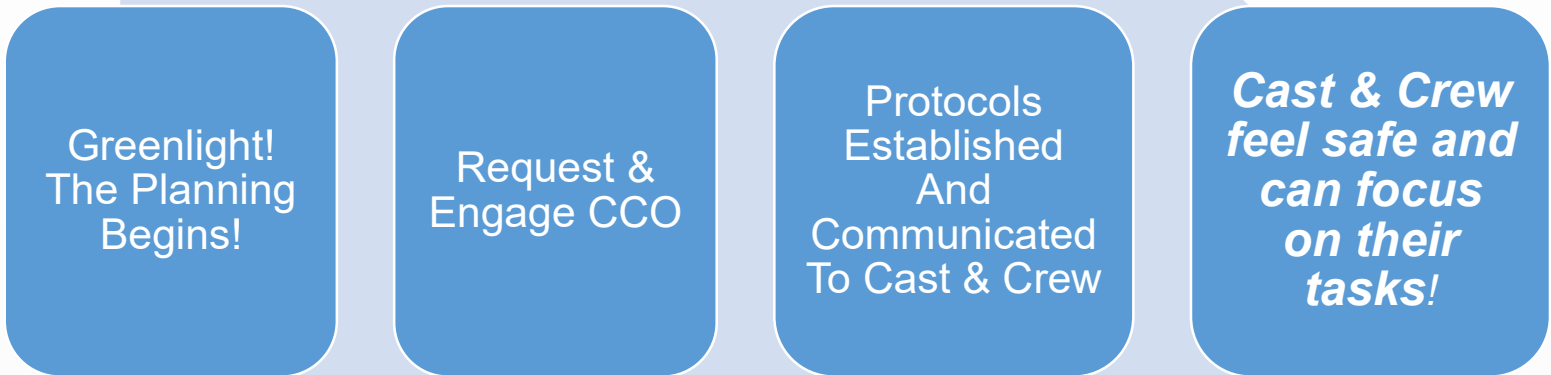 Greenlight!
The Planning
Begins!
Request &
Engage CCO
Protocols
Established
And
Communicated
To Cast & Crew
Cast & Crew
feel safe and
can focus
on their
tasks!